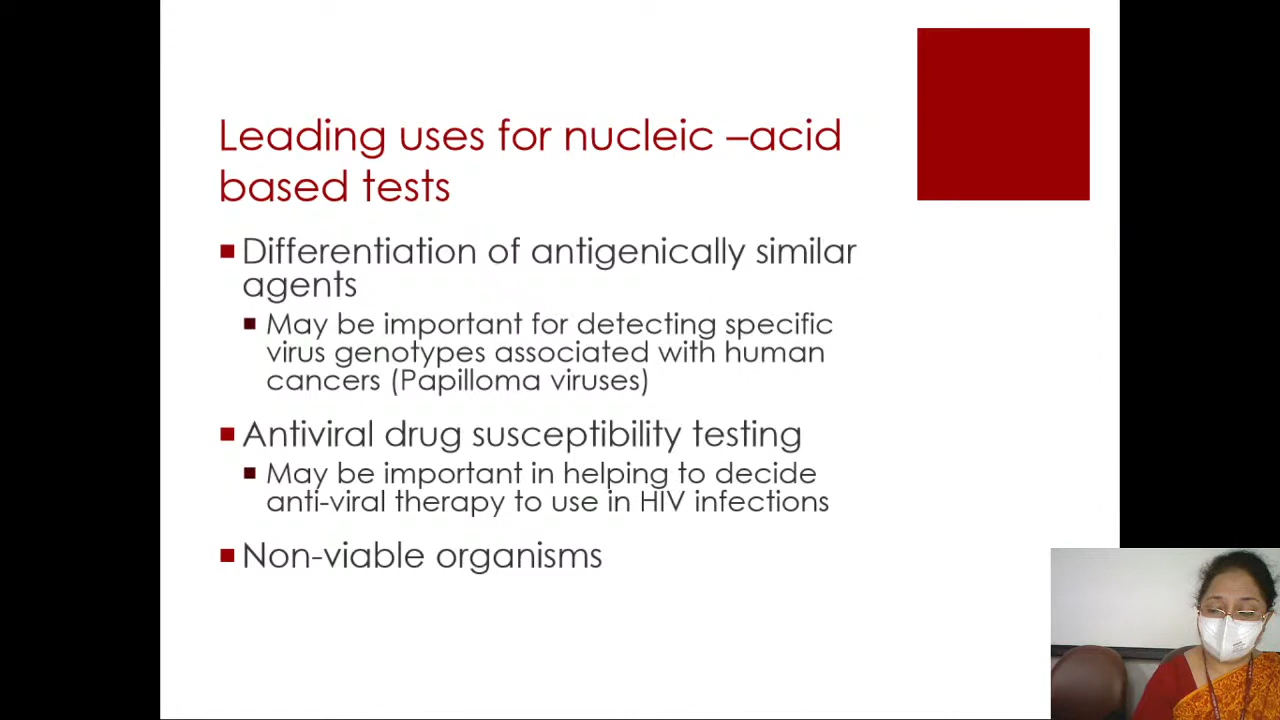 Leading uses for nucleic –acid
based tests
Differentiation of antigenically similar
agents
May be important for detecting specific
virus genotypes associated with human
cancers (Papilloma viruses)
Antiviral drug susceptibility testing
May be important in helping to decide
anti-viral therapy to use in HIV infections
Non-viable organisms